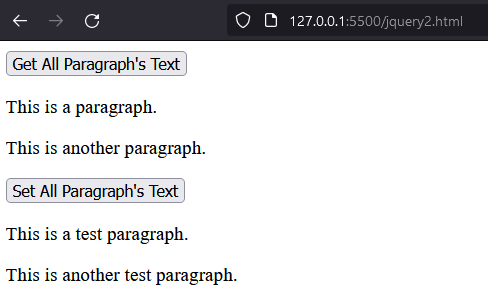 127.0.0.1:5500/jquery2.html
Get All Paragraph's Text
This is a paragraph.
This is another paragraph.
Set All Paragraph's Text
This is a test paragraph.
This is another test paragraph.